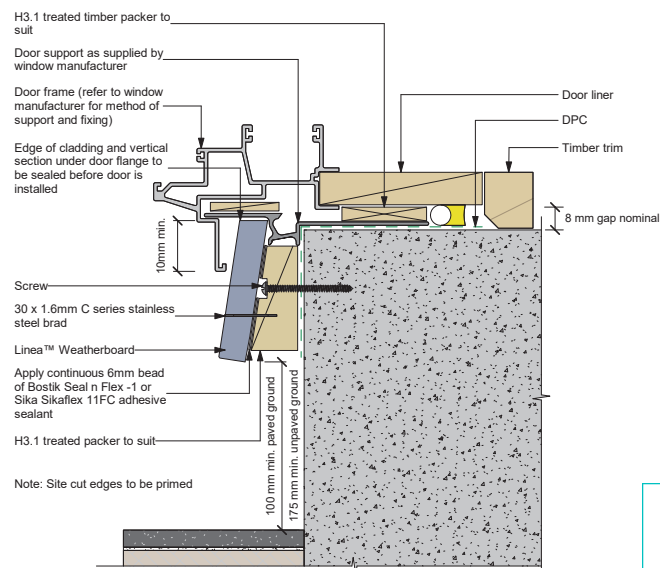 H3.1 treated timber packer to
suit
Door support as supplied by
window manufacturer
Door frame (refer to window
manufacturer for method of
support and fixing)
Edge of cladding and vertical
section under door flange to
be sealed before door is
installed
10mm min.
Screw
30 x 1.6mm C series stainless
steel brad
Linea™ Weatherboard
Apply continuous 6mm bead
of Bostik Seal n Flex -1 or
Sika Sikaflex 11FC adhesive
sealant
H3.1 treated packer to suit
Note: Site cut edges to be primed
100 mm min. paved ground
175 mm min. unpaved ground
Door liner
DPC
Timber trim
8 mm gap nominal